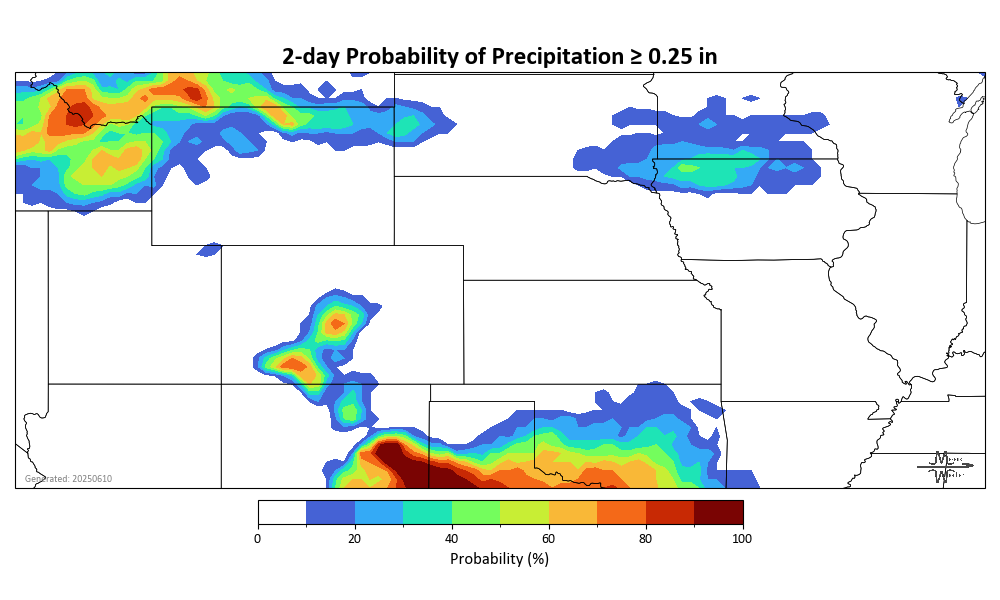 2-day Probability of Precipitation ≥ 0.25 in
Generated: 20250610
0 20 40 60 80 100
Probability (%)